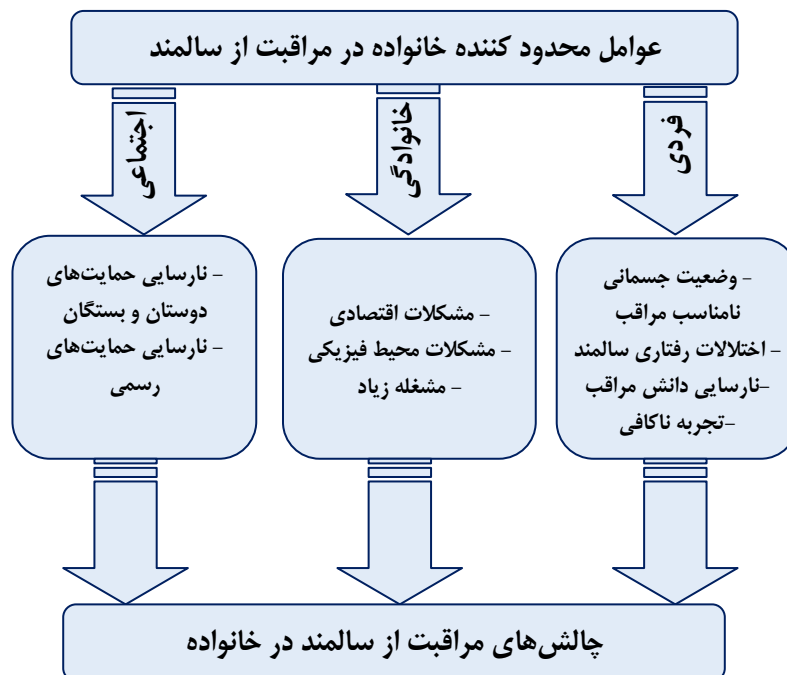 عوامل محدود کننده خانواده در مراقبت از سالمند
فردی
خانوادگی
اجتماعی
- وضعیت جسمانی
نامناسب مراقب
- اختلالات رفتاری سالمند
-نارسایی دانش مراقب
-تجربه ناکافی
- مشکلات اقتصادی
- مشکلات محیط فیزیکی
- مشغله زیاد
- نارسایی حمایت‌های
دوستان و بستگان
- نارسایی حمایت‌های
رسمی
چالش‌های مراقبت از سالمند در خانواده